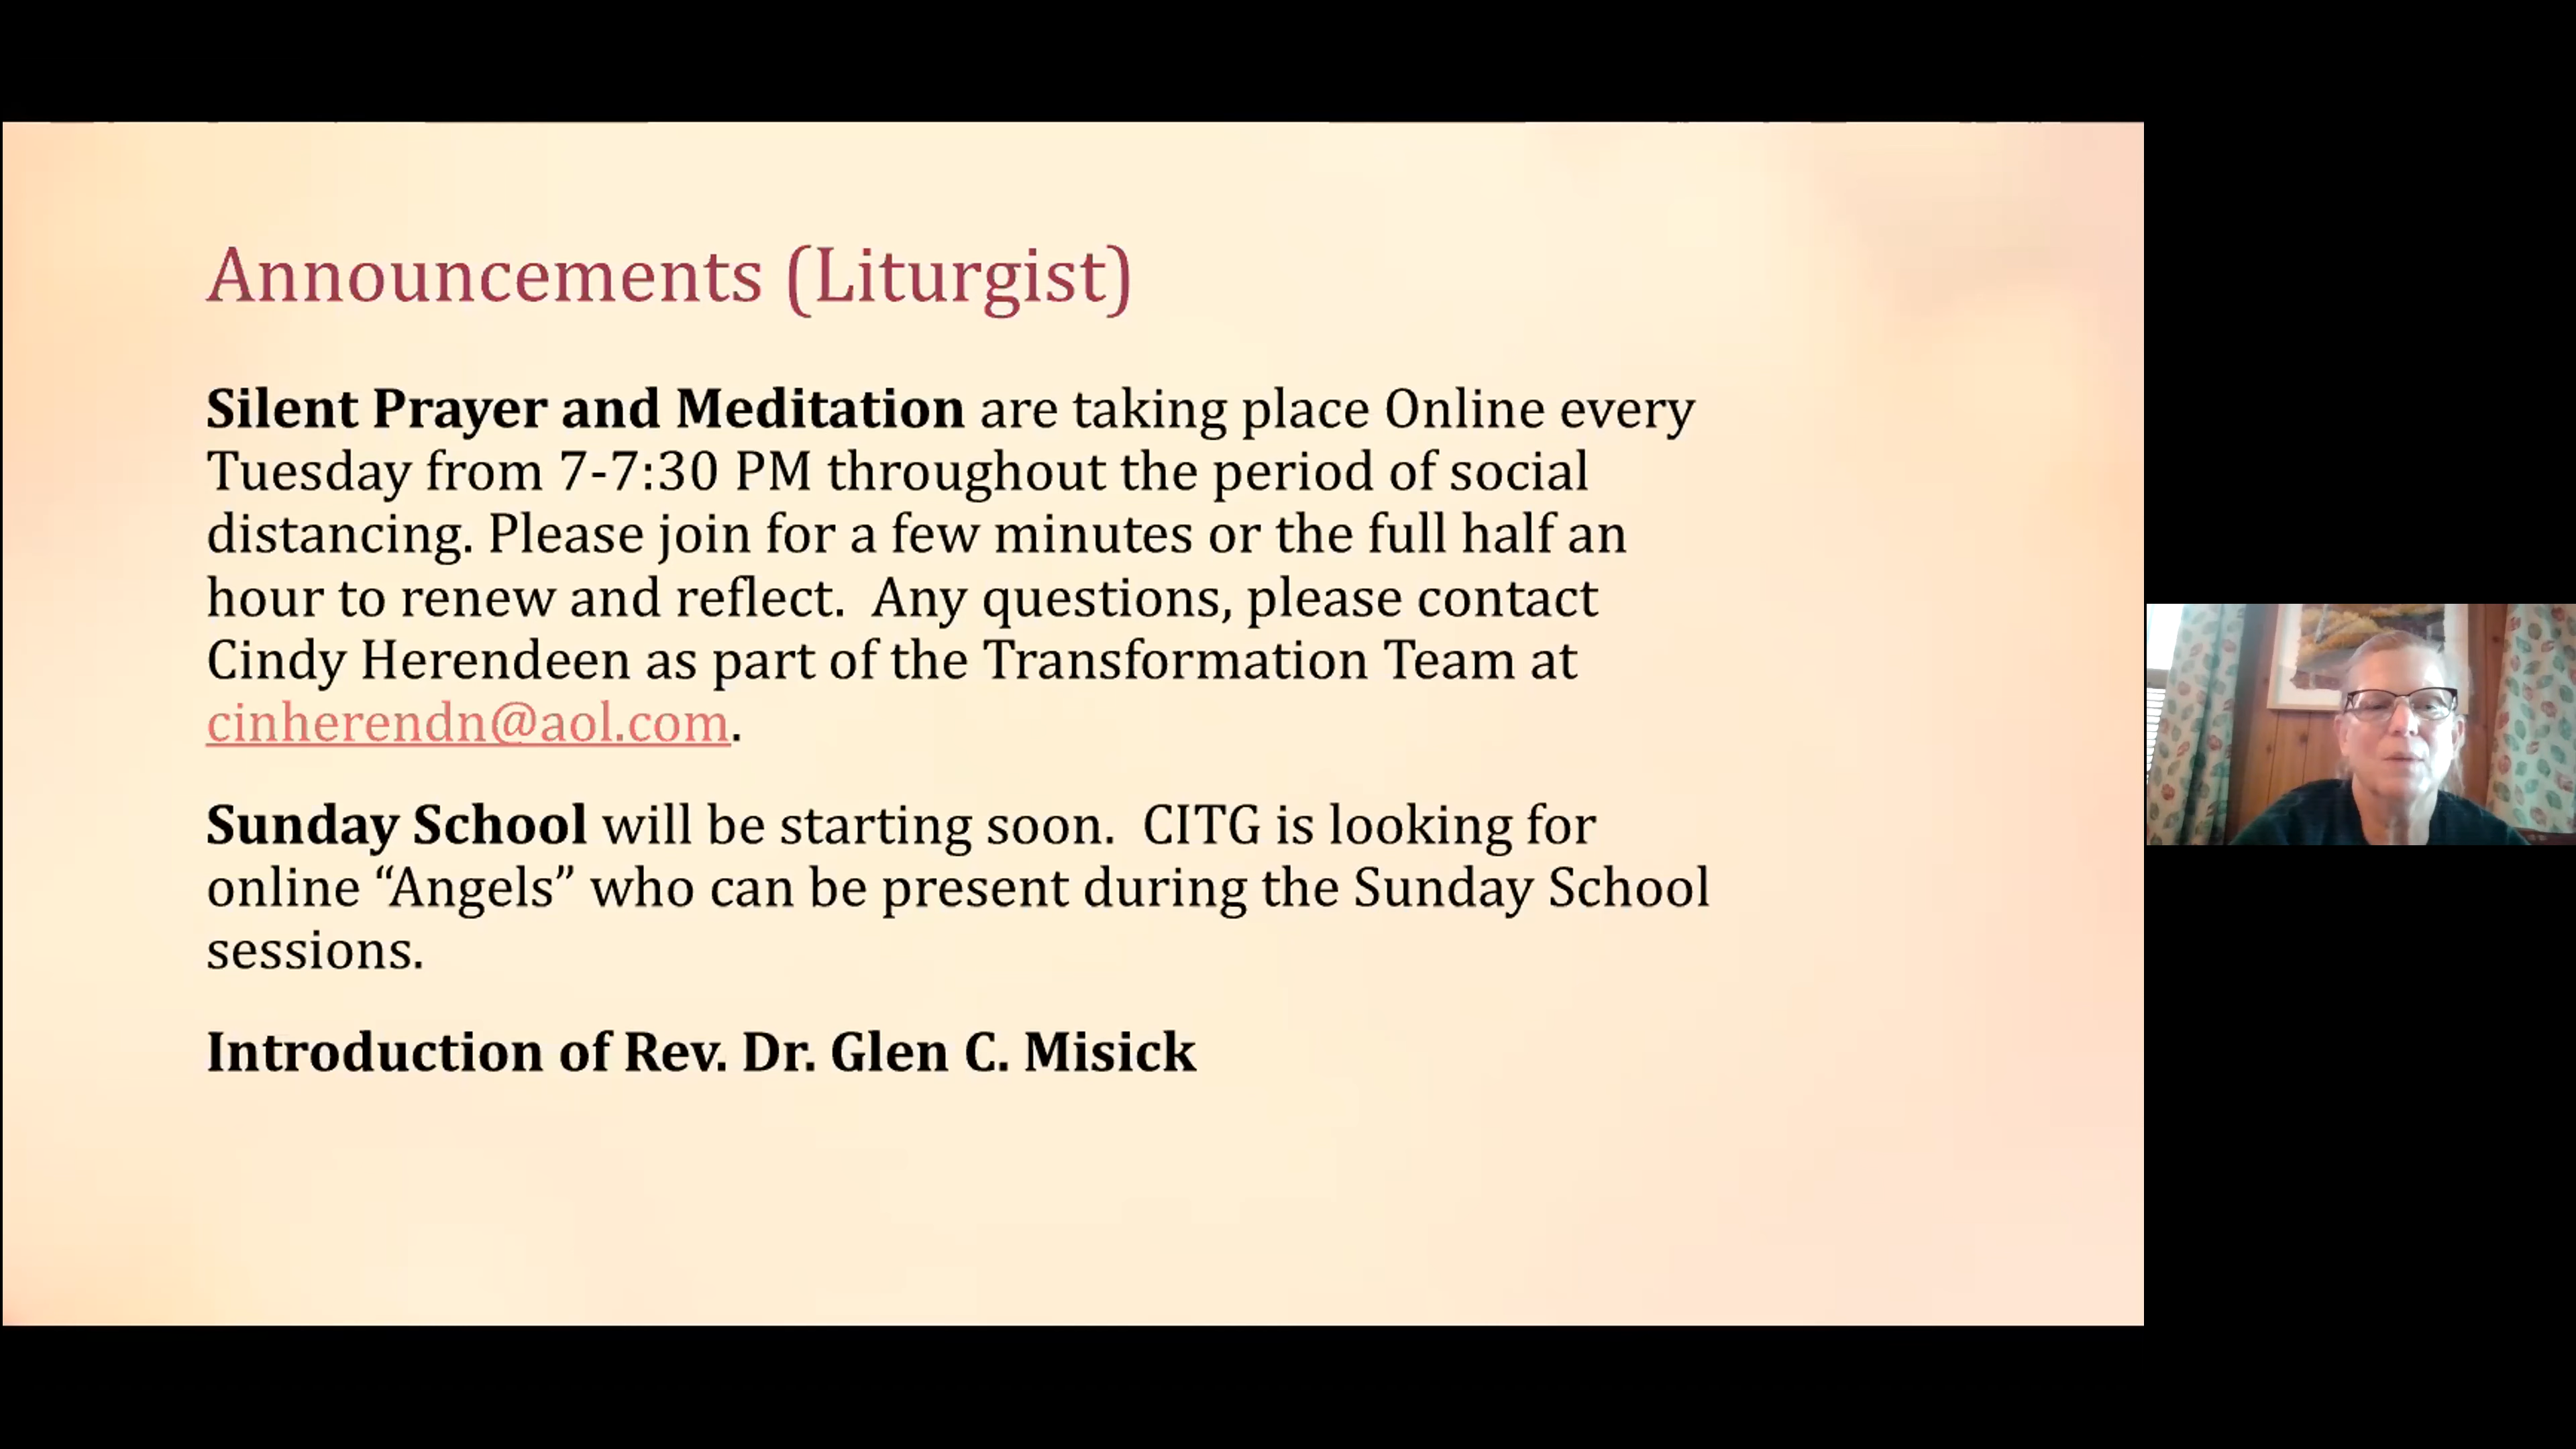 Announcements (Liturgist)
Silent Prayer and Meditation are taking place Online every
Tuesday from 7-7:30 PM throughout the period of social
distancing. Please join for a few minutes or the full half an
hour to renew and reflect.  Any questions, please contact
Cindy Herendeen as part of the Transformation Team at
cinherendn@aol.com.
Sunday School will be starting soon.  CITG is looking for
online “Angels” who can be present during the Sunday School
sessions.
Introduction of Rev. Dr. Glen C. Misick